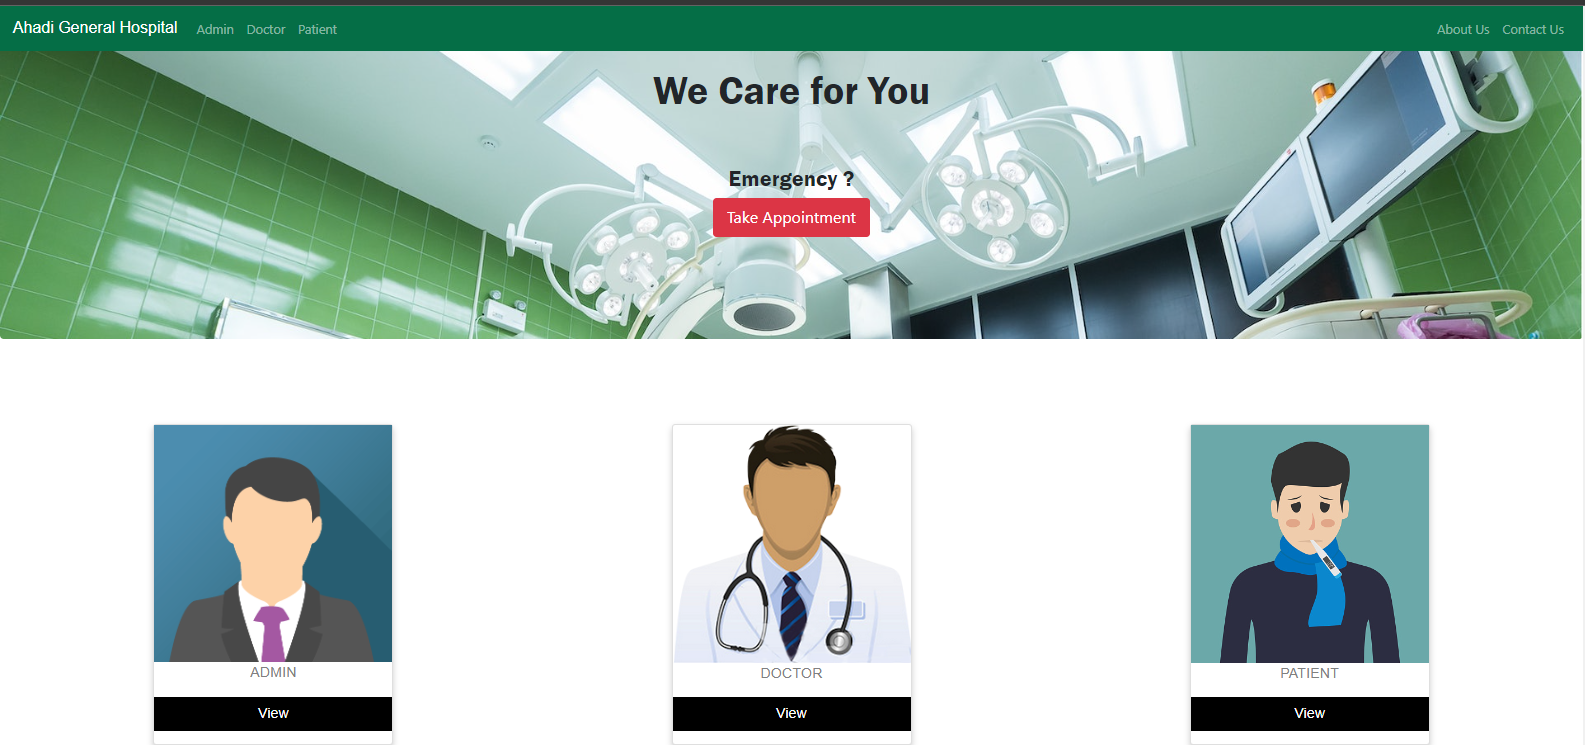 Ahadi General Hospital Admin Doctor Patient About Us Contact Us
We Care for You
Emergency ?
Take Appointment
ADMIN
View
DOCTOR
View
PATIENT
View